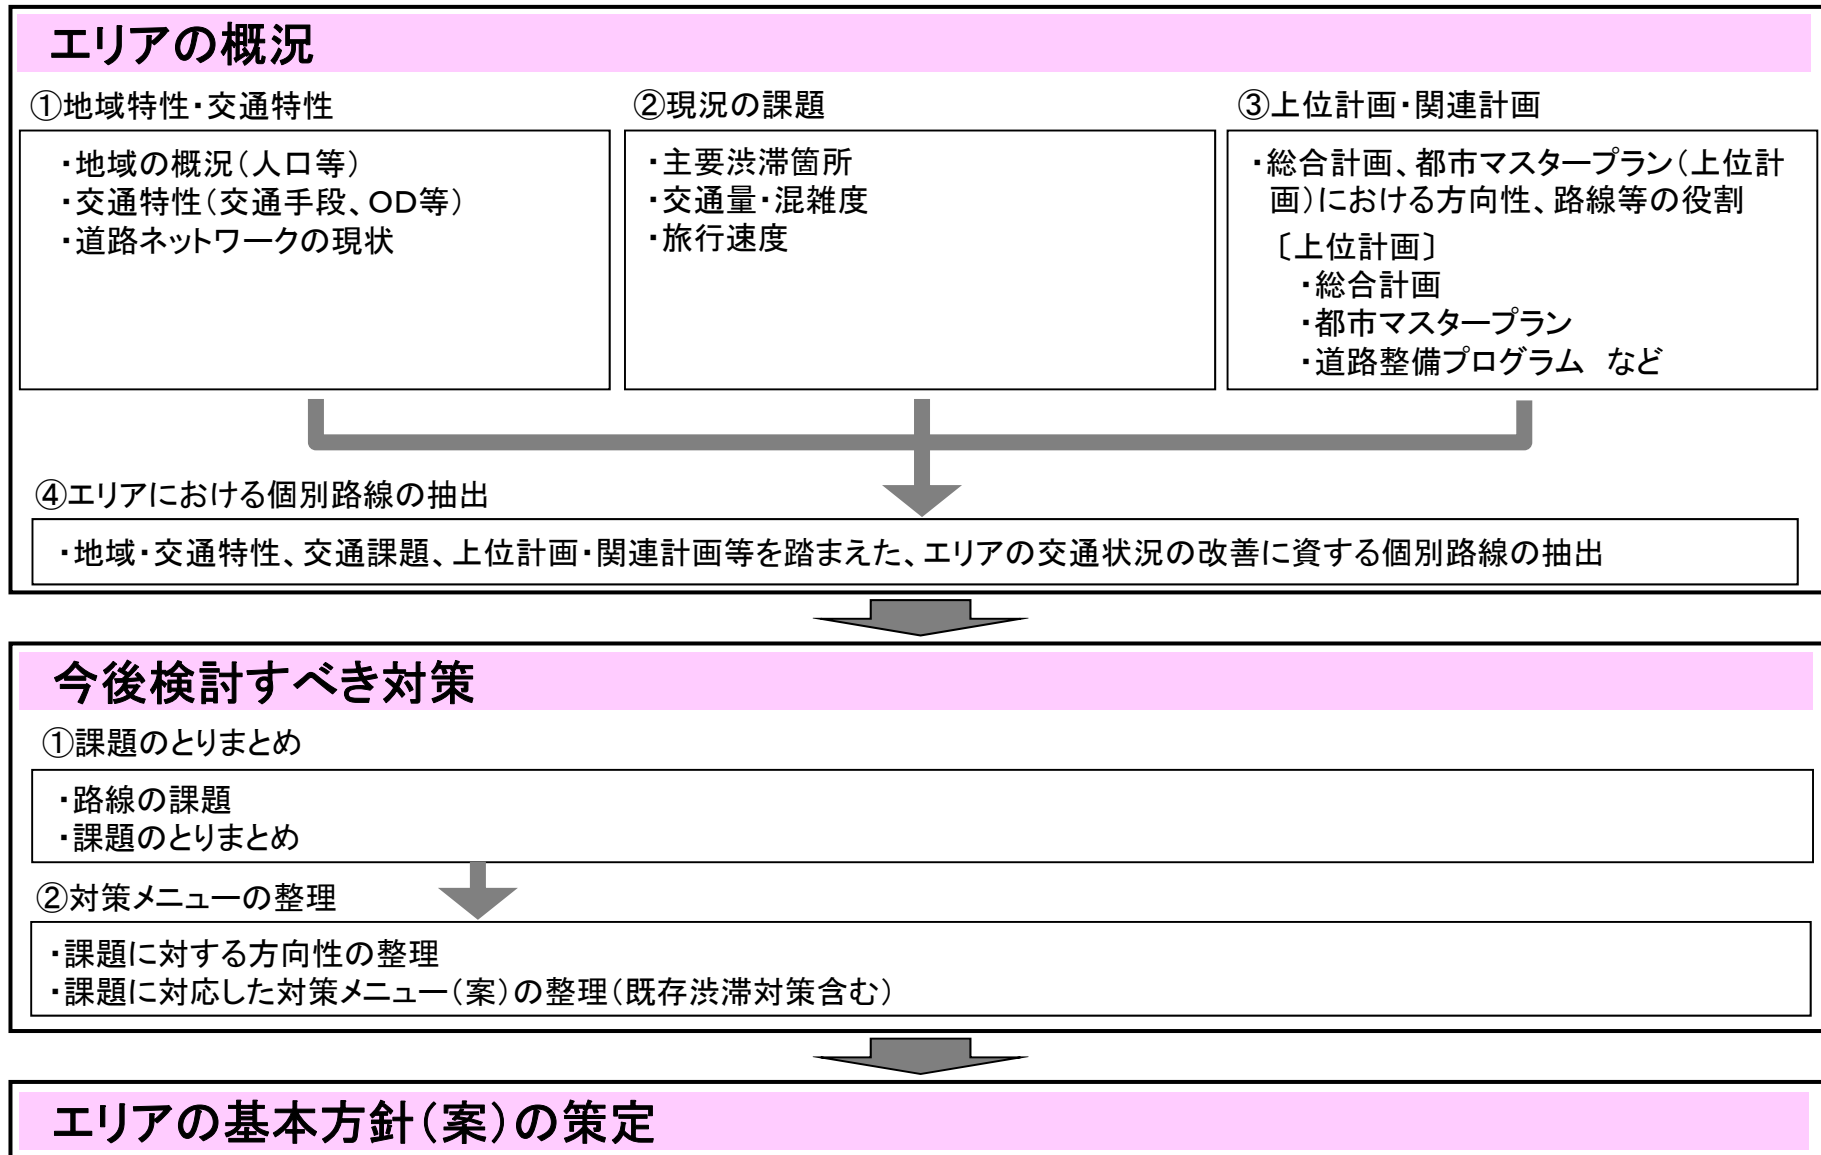 エリアの概況
①地域特性・交通特性
・地域の概況(人口等)
・交通特性(交通手段、OD等)
・道路ネットワークの現状
②現況の課題
・主要渋滞箇所
・交通量・混雑度
・旅行速度
③上位計画・関連計画
・総合計画、都市マスタープラン(上位計
画)における方向性、路線等の役割
〔上位計画〕
・総合計画
・都市マスタープラン
・道路整備プログラム　など
④エリアにおける個別路線の抽出
・地域・交通特性、交通課題、上位計画・関連計画等を踏まえた、エリアの交通状況の改善に資する個別路線の抽出
今後検討すべき対策
①課題のとりまとめ
・路線の課題
・課題のとりまとめ
②対策メニューの整理
・課題に対する方向性の整理
・課題に対応した対策メニュー(案)の整理(既存渋滞対策含む)
エリアの基本方針(案)の策定